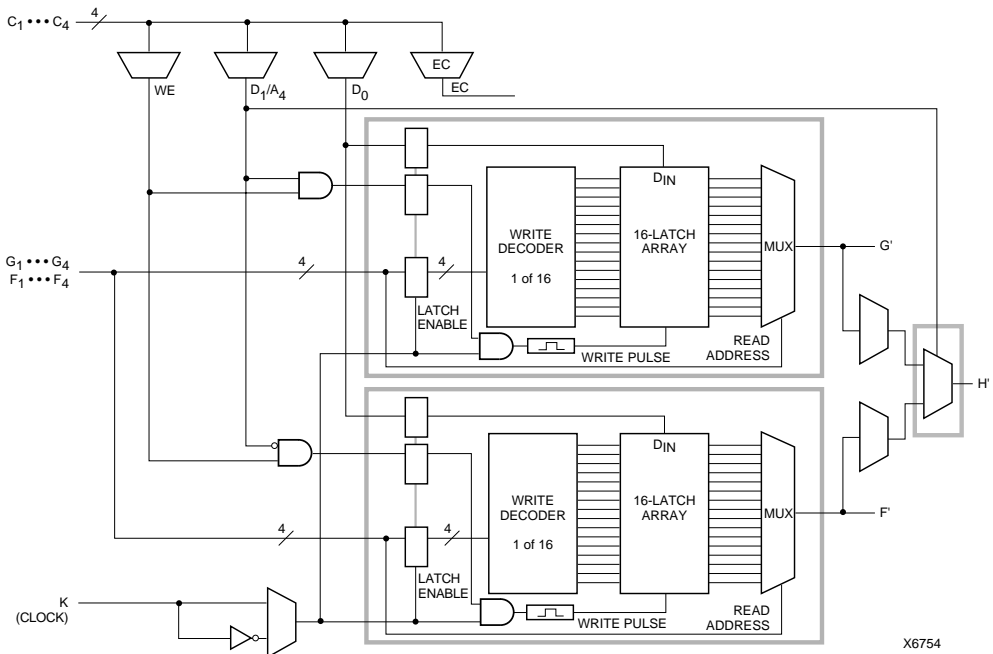 C1 ••• C4
4
EC
WE
D1/A4
D0
EC
DIN
WRITE
DECODER
1 of 16
16-LATCH
ARRAY
MUX
G'
G1 ••• G4
F1 ••• F4
4
4
LATCH
ENABLE
WRITE PULSE
READ
ADDRESS
H'
DIN
WRITE
DECODER
1 of 16
16-LATCH
ARRAY
MUX
F'
4
4
LATCH
ENABLE
K
(CLOCK)
WRITE PULSE
READ
ADDRESS
X6754